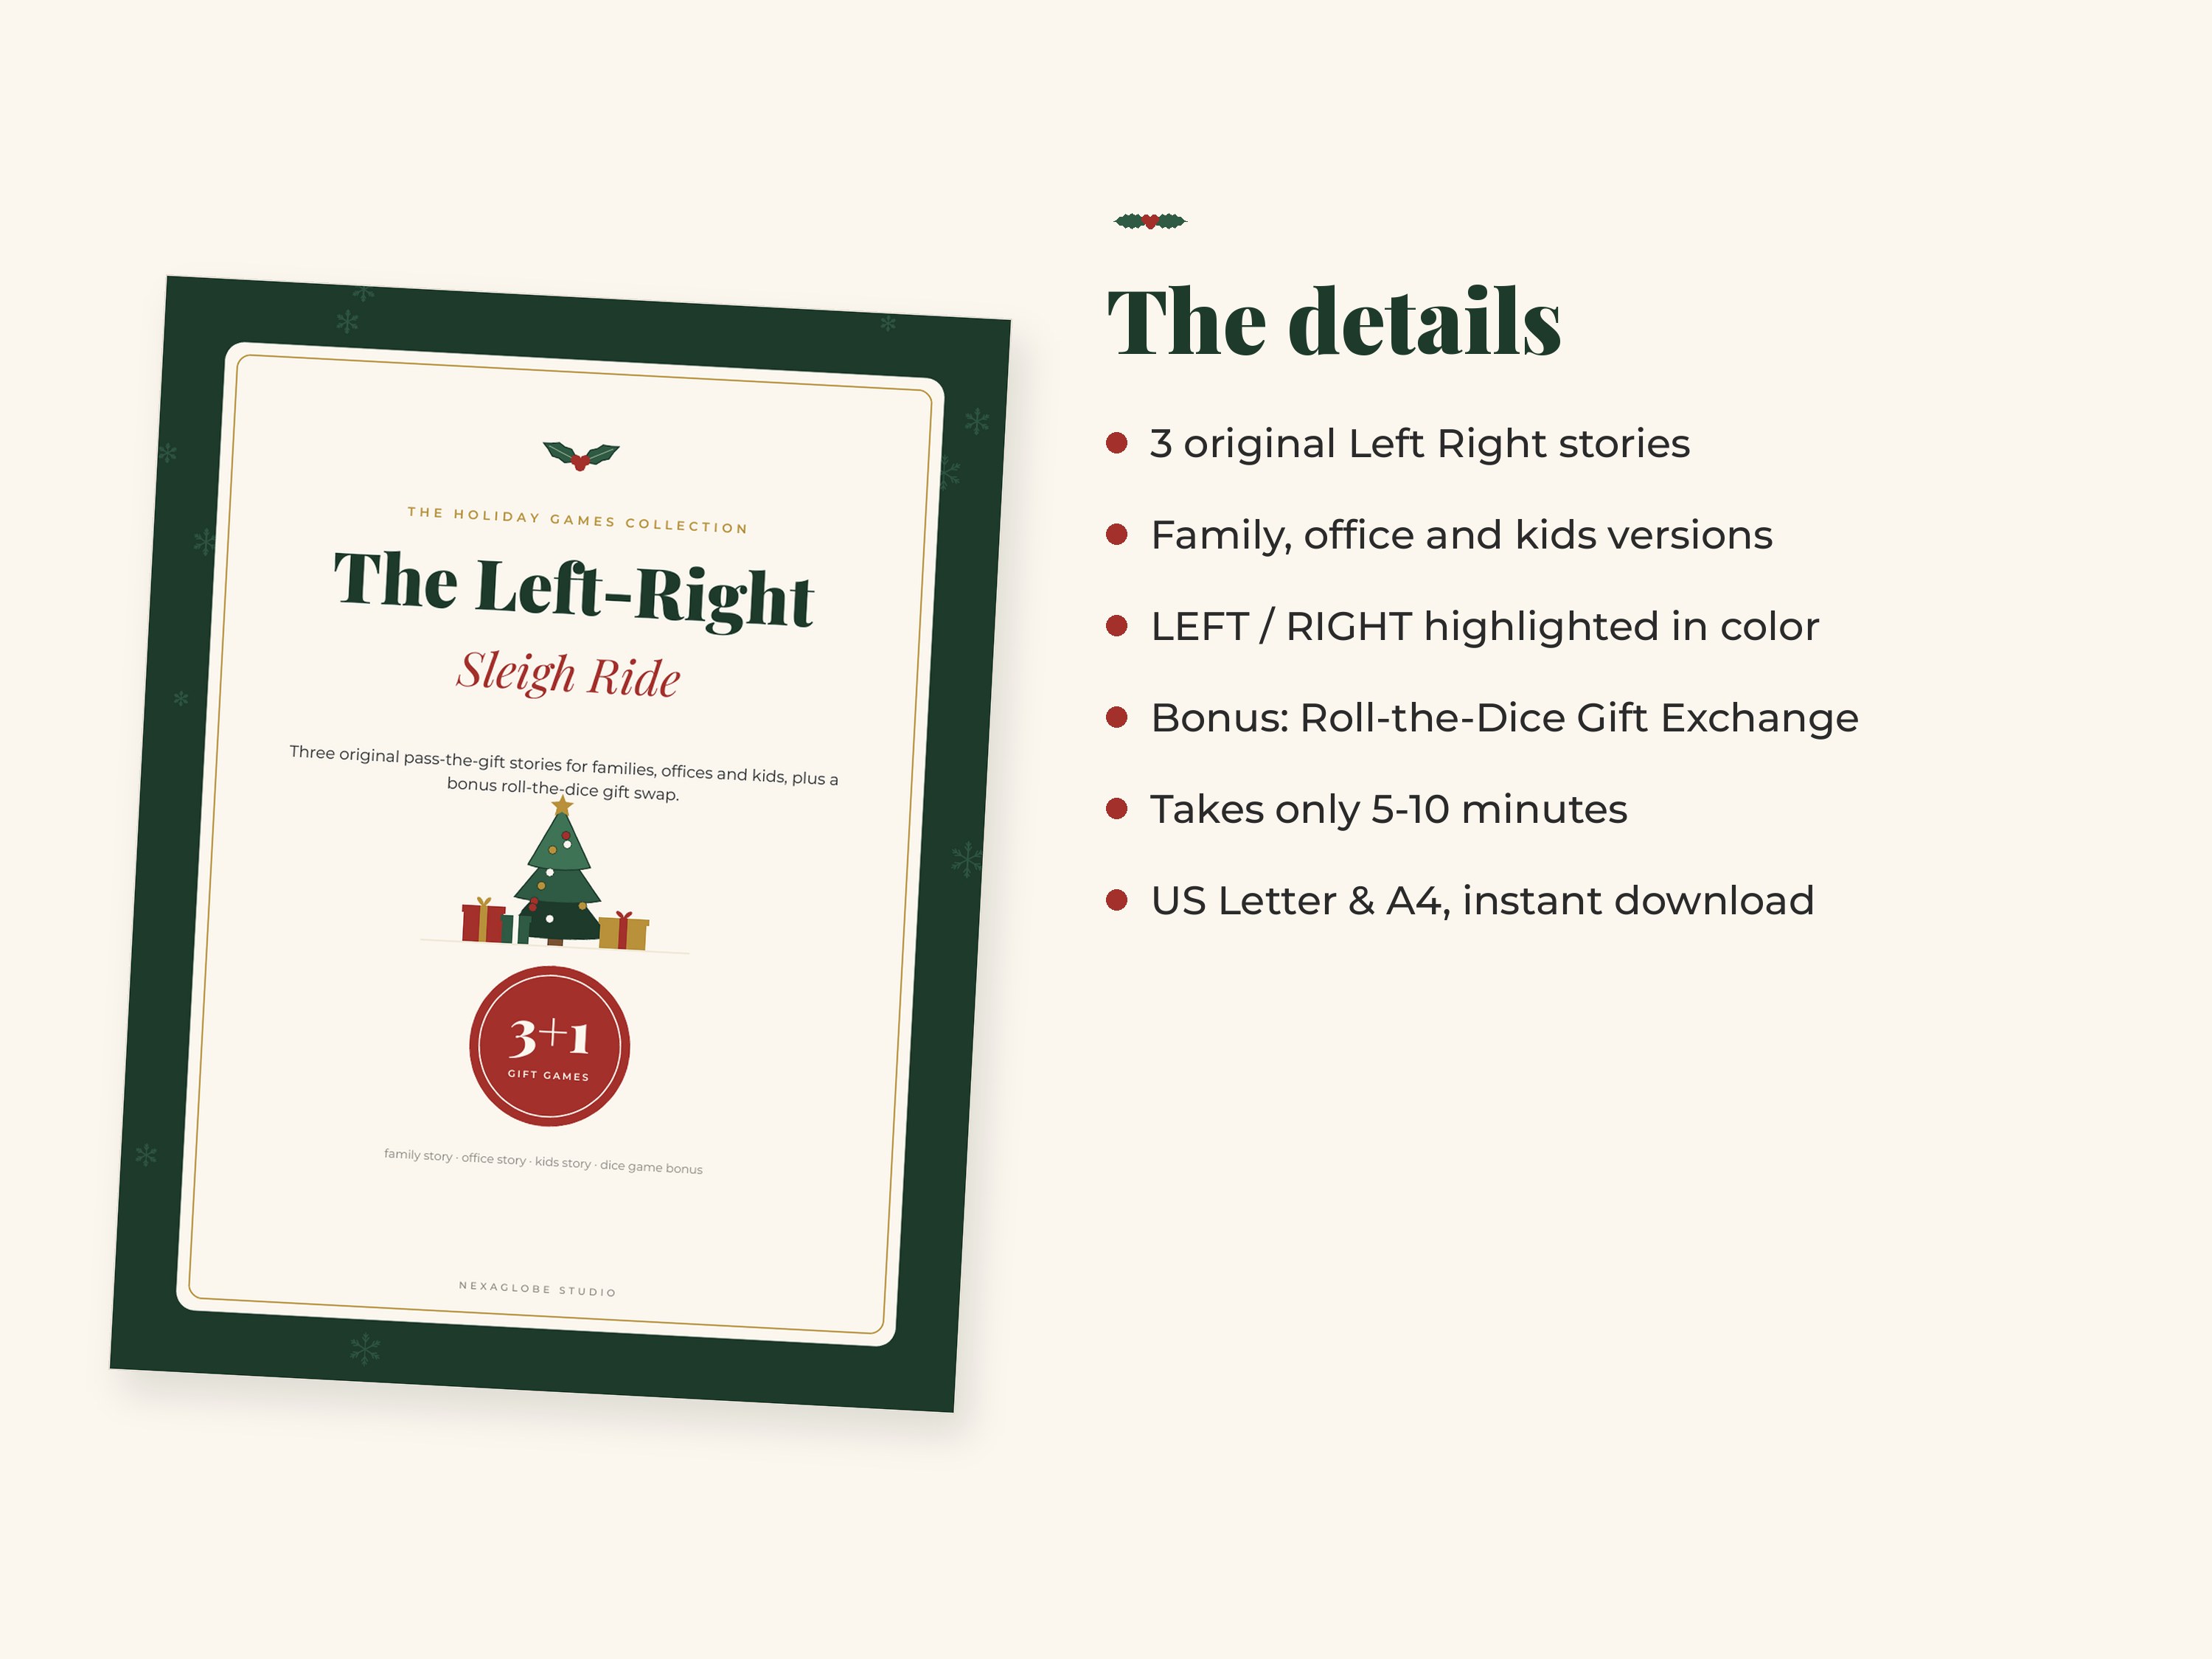 THE HOLIDAY GAMES COLLECTION
The Left-Right
Sleigh Ride
Three original pass-the-gift stories for families, offices and kids, plus a
bonus roll-the-dice gift swap.
3+1
GIFT GAMES
family story · office story · kids story · dice game bonus
NEXAGLOBE STUDIO
The details
3 original Left Right stories
Family, office and kids versions
LEFT / RIGHT highlighted in color
Bonus: Roll-the-Dice Gift Exchange
Takes only 5-10 minutes
US Letter & A4, instant download